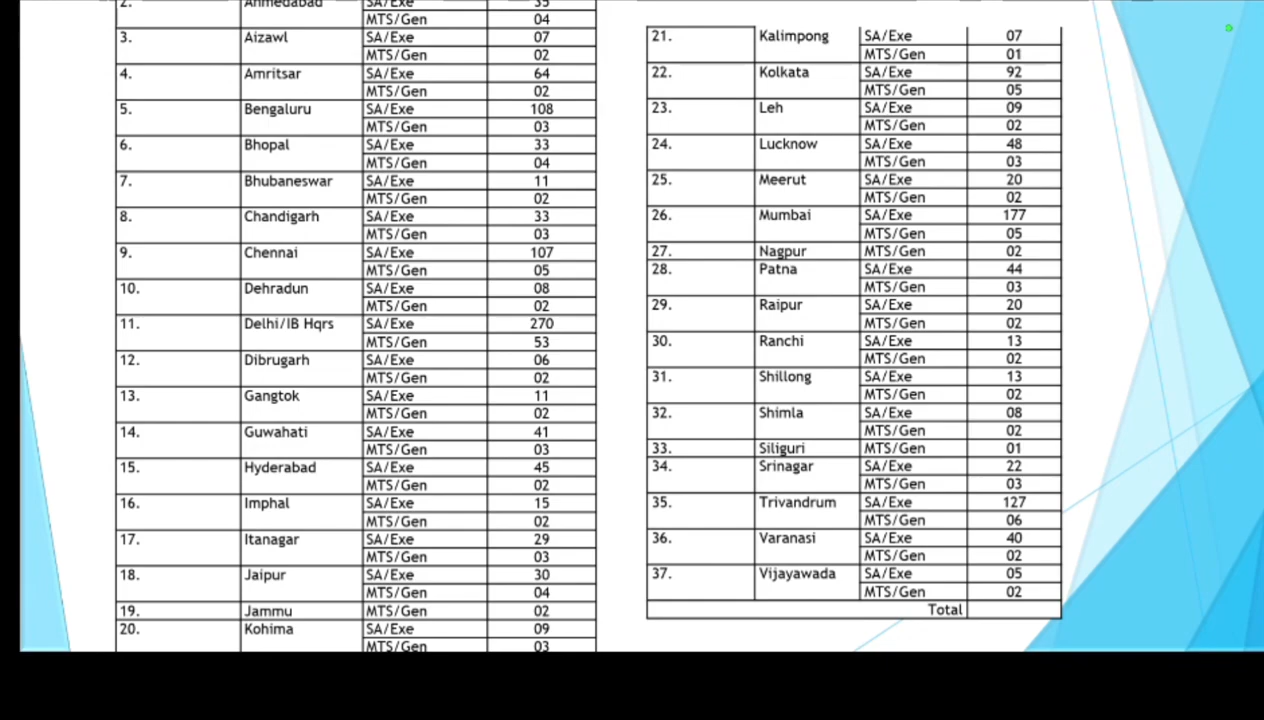 2. Ahmedabad SA/Exe 35
MTS/Gen 04
3. Aizawl SA/Exe 07
MTS/Gen 02
4. Amritsar SA/Exe 64
MTS/Gen 02
5. Bengaluru SA/Exe 108
MTS/Gen 03
6. Bhopal SA/Exe 33
MTS/Gen 04
7. Bhubaneswar SA/Exe 11
MTS/Gen 02
8. Chandigarh SA/Exe 33
MTS/Gen 03
9. Chennai SA/Exe 107
MTS/Gen 05
10. Dehradun SA/Exe 08
MTS/Gen 02
11. Delhi/IB Hqrs SA/Exe 270
MTS/Gen 53
12. Dibrugarh SA/Exe 06
MTS/Gen 02
13. Gangtok SA/Exe 11
MTS/Gen 02
14. Guwahati SA/Exe 41
MTS/Gen 03
15. Hyderabad SA/Exe 45
MTS/Gen 02
16. Imphal SA/Exe 15
MTS/Gen 02
17. Itanagar SA/Exe 29
MTS/Gen 03
18. Jaipur SA/Exe 30
MTS/Gen 04
19. Jammu MTS/Gen 02
20. Kohima SA/Exe 09
MTS/Gen 03
21. Kalimpong SA/Exe 07
MTS/Gen 01
22. Kolkata SA/Exe 92
MTS/Gen 05
23. Leh SA/Exe 09
MTS/Gen 02
24. Lucknow SA/Exe 48
MTS/Gen 03
25. Meerut SA/Exe 20
MTS/Gen 02
26. Mumbai SA/Exe 177
MTS/Gen 05
27. Nagpur MTS/Gen 02
28. Patna SA/Exe 44
MTS/Gen 03
29. Raipur SA/Exe 20
MTS/Gen 02
30. Ranchi SA/Exe 13
MTS/Gen 02
31. Shillong SA/Exe 13
MTS/Gen 02
32. Shimla SA/Exe 08
MTS/Gen 02
33. Siliguri MTS/Gen 01
34. Srinagar SA/Exe 22
MTS/Gen 03
35. Trivandrum SA/Exe 127
MTS/Gen 06
36. Varanasi SA/Exe 40
MTS/Gen 02
37. Vijayawada SA/Exe 05
MTS/Gen 02
Total